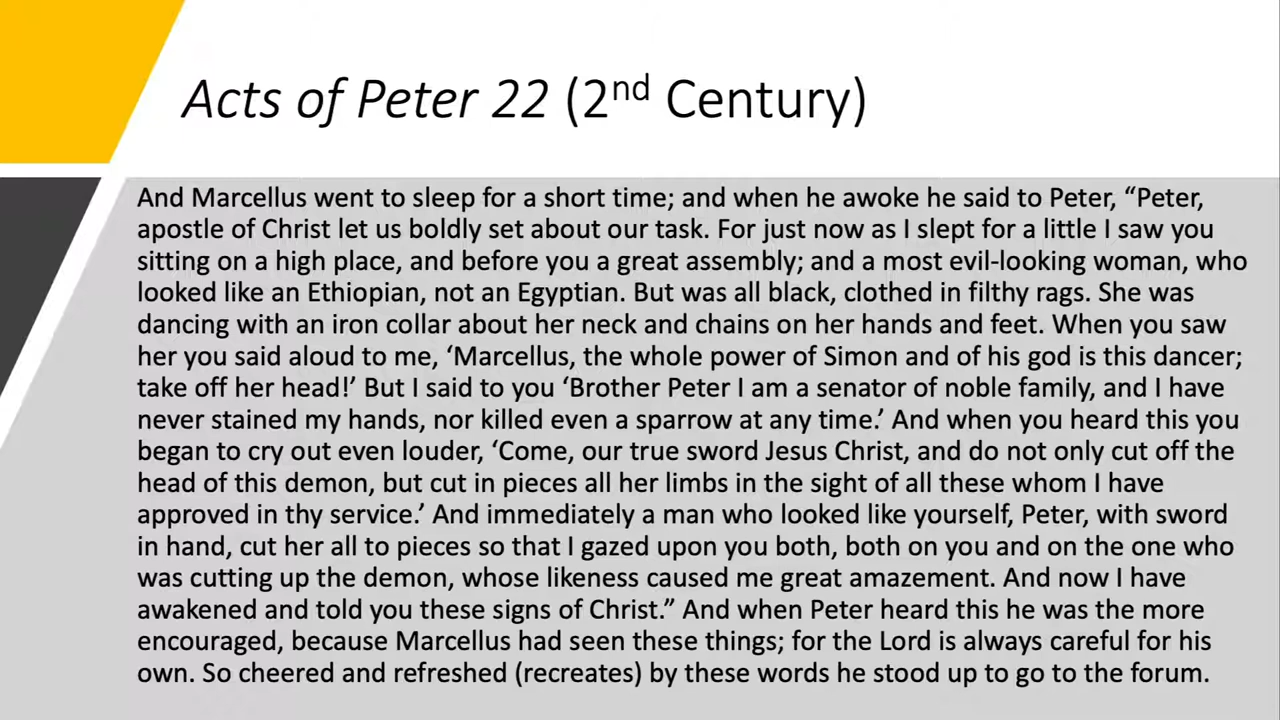 Acts of Peter 22 (2nd Century)
And Marcellus went to sleep for a short time; and when he awoke he said to Peter, “Peter,
apostle of Christ let us boldly set about our task. For just now as I slept for a little I saw you
sitting on a high place, and before you a great assembly; and a most evil-looking woman, who
looked like an Ethiopian, not an Egyptian. But was all black, clothed in filthy rags. She was
dancing with an iron collar about her neck and chains on her hands and feet. When you saw
her you said aloud to me, ‘Marcellus, the whole power of Simon and of his god is this dancer;
take off her head!’ But I said to you ‘Brother Peter I am a senator of noble family, and I have
never stained my hands, nor killed even a sparrow at any time.’ And when you heard this you
began to cry out even louder, ‘Come, our true sword Jesus Christ, and do not only cut off the
head of this demon, but cut in pieces all her limbs in the sight of all these whom I have
approved in thy service.’ And immediately a man who looked like yourself, Peter, with sword
in hand, cut her all to pieces so that I gazed upon you both, both on you and on the one who
was cutting up the demon, whose likeness caused me great amazement. And now I have
awakened and told you these signs of Christ.” And when Peter heard this he was the more
encouraged, because Marcellus had seen these things; for the Lord is always careful for his
own. So cheered and refreshed (recreates) by these words he stood up to go to the forum.